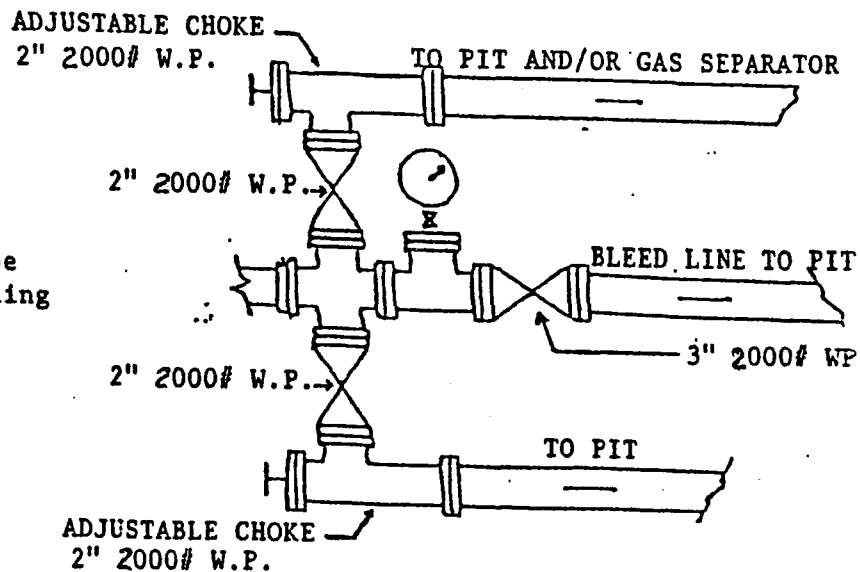 ADJUSTABLE CHOKE
2" 2000# W.P.
TO PIT AND/OR GAS SEPARATOR
2" 2000# W.P.
BLEED LINE TO PIT
3" 2000# WP
2" 2000# W.P.
TO PIT
ADJUSTABLE CHOKE
2" 2000# W.P.